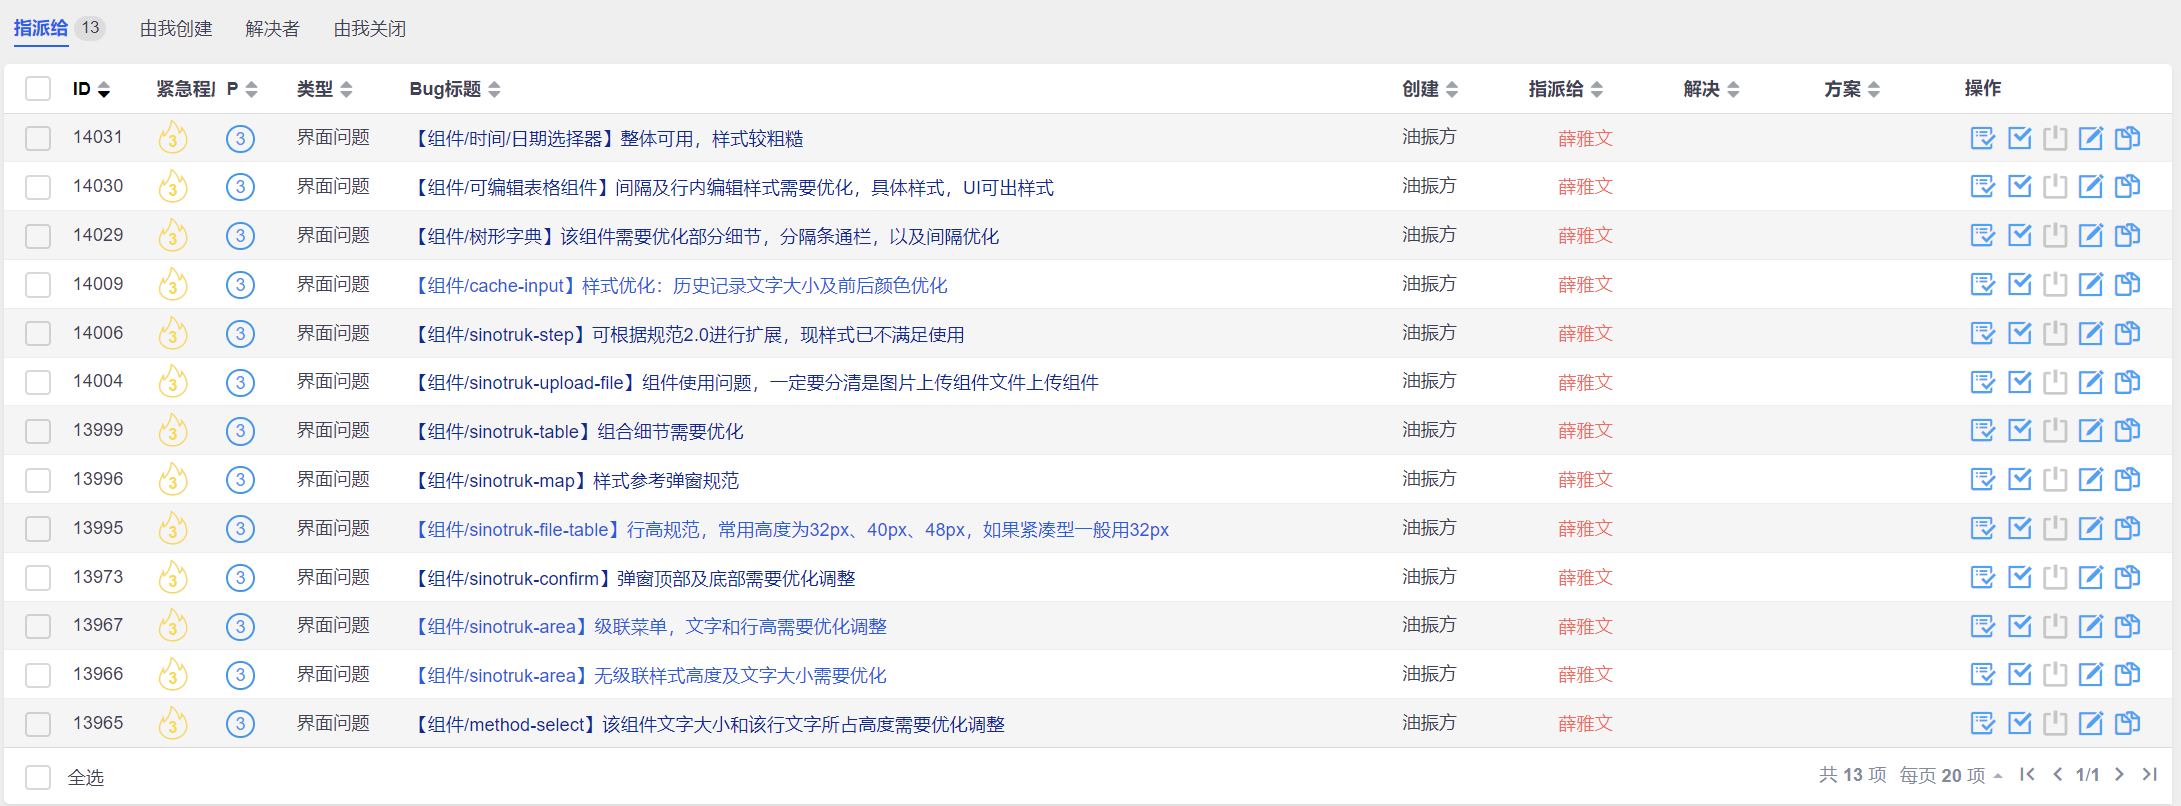 指派给 13 由我创建 解决者 由我关闭
ID 紧急程 P 类型 Bug标题 创建 指派给 解决 方案 操作
14031 3 3 界面问题 【组件/时间/日期选择器】整体可用，样式较粗糙 油振方 薛雅文
14030 3 3 界面问题 【组件/可编辑表格组件】间隔及行内编辑样式需要优化，具体样式，UI可出样式 油振方 薛雅文
14029 3 3 界面问题 【组件/树形字典】该组件需要优化部分细节，分隔条通栏，以及间隔优化 油振方 薛雅文
14009 3 3 界面问题 【组件/cache-input】样式优化：历史记录文字大小及前后颜色优化 油振方 薛雅文
14006 3 3 界面问题 【组件/sinotruk-step】可根据规范2.0进行扩展，现样式已不满足使用 油振方 薛雅文
14004 3 3 界面问题 【组件/sinotruk-upload-file】组件使用问题，一定要分清是图片上传组件文件上传组件 油振方 薛雅文
13999 3 3 界面问题 【组件/sinotruk-table】组合细节需要优化 油振方 薛雅文
13996 3 3 界面问题 【组件/sinotruk-map】样式参考弹窗规范 油振方 薛雅文
13995 3 3 界面问题 【组件/sinotruk-file-table】行高规范，常用高度为32px、40px、48px，如果紧凑型一般用32px 油振方 薛雅文
13973 3 3 界面问题 【组件/sinotruk-confirm】弹窗顶部及底部需要优化调整 油振方 薛雅文
13967 3 3 界面问题 【组件/sinotruk-area】级联菜单，文字和行高需要优化调整 油振方 薛雅文
13966 3 3 界面问题 【组件/sinotruk-area】无级联样式高度及文字大小需要优化 油振方 薛雅文
13965 3 3 界面问题 【组件/method-select】该组件文字大小和该行文字所占高度需要优化调整 油振方 薛雅文
全选 共 13 项 每页 20 项 1/1